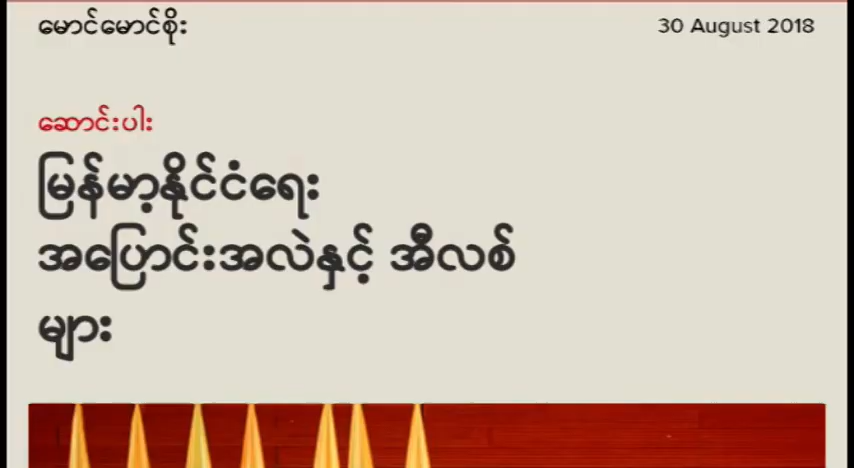 မောင်မောင်စိုး 30 August 2018
ဆောင်းပါး
မြန်မာ့နိုင်ငံရေး
အပြောင်းအလဲနှင့် အီလစ်
များ